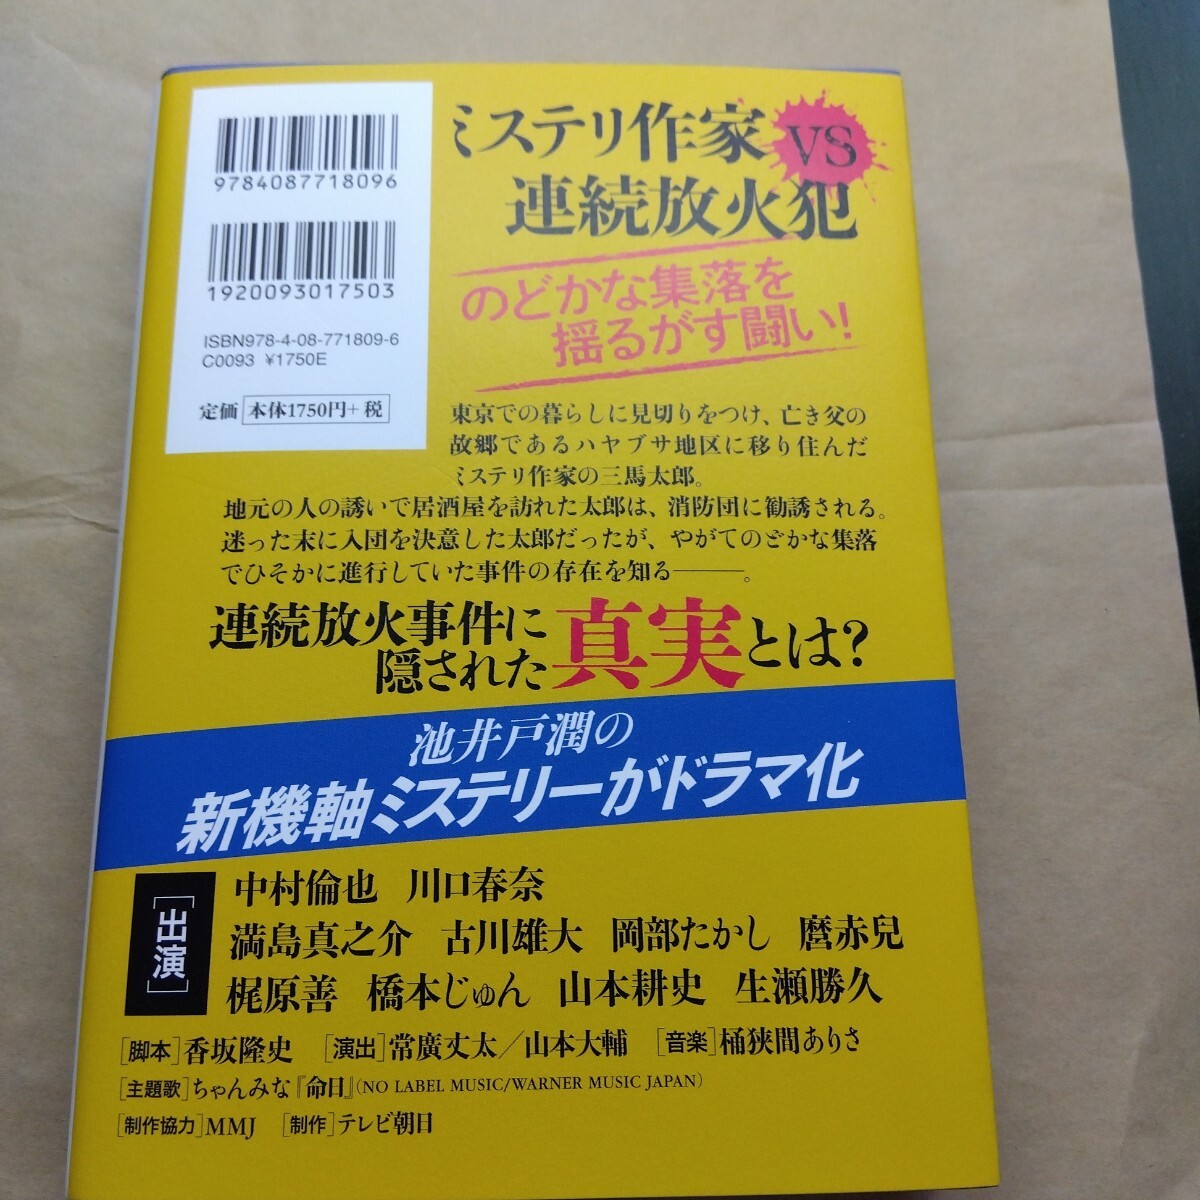 9784087718096
1920093017503
ISBN978-4-08-771809-6
C0093 ¥1750E
定価 本体1750円+税
ミステリ作家 VS
連続放火犯
のどかな集落を
揺るがす闘い!
東京での暮らしに見切りをつけ、亡き父の
故郷であるハヤブサ地区に移り住んだ
ミステリ作家の三馬太郎。
地元の人の誘いで居酒屋を訪れた太郎は、消防団に勧誘される。
迷った末に入団を決意した太郎だったが、やがてのどかな集落
でひそかに進行していた事件の存在を知る———。
連続放火事件に
隠された真実とは?
池井戸潤の
新機軸ミステリーがドラマ化
[出演]
中村倫也 川口春奈
満島真之介 古川雄大 岡部たかし 麿赤兒
梶原善 橋本じゅん 山本耕史 生瀬勝久
[脚本]香坂隆史 [演出]常廣丈太/山本大輔 [音楽]桶狭間ありさ
[主題歌]ちゃんみな『命日』(NO LABEL MUSIC/WARNER MUSIC JAPAN)
[制作協力]MMJ [制作]テレビ朝日